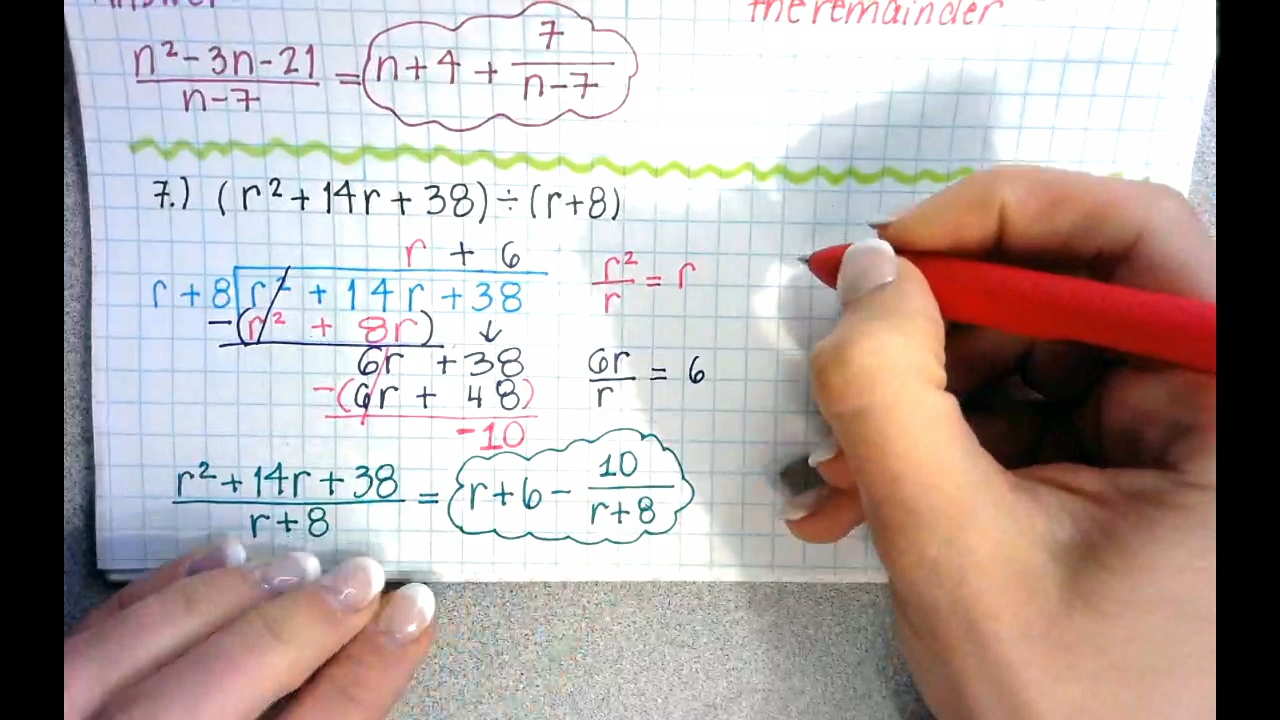 the remainder
n² - 3n - 21 / n - 7 = n + 4 + 7 / n - 7
7.) (r² + 14r + 38) ÷ (r + 8)
r + 6
r + 8 r² + 14r + 38
r² / r = r
-(r² + 8r) ↓
6r + 38
6r / r = 6
-(6r + 48)
-10
r² + 14r + 38 / r + 8 = r + 6 - 10 / r + 8